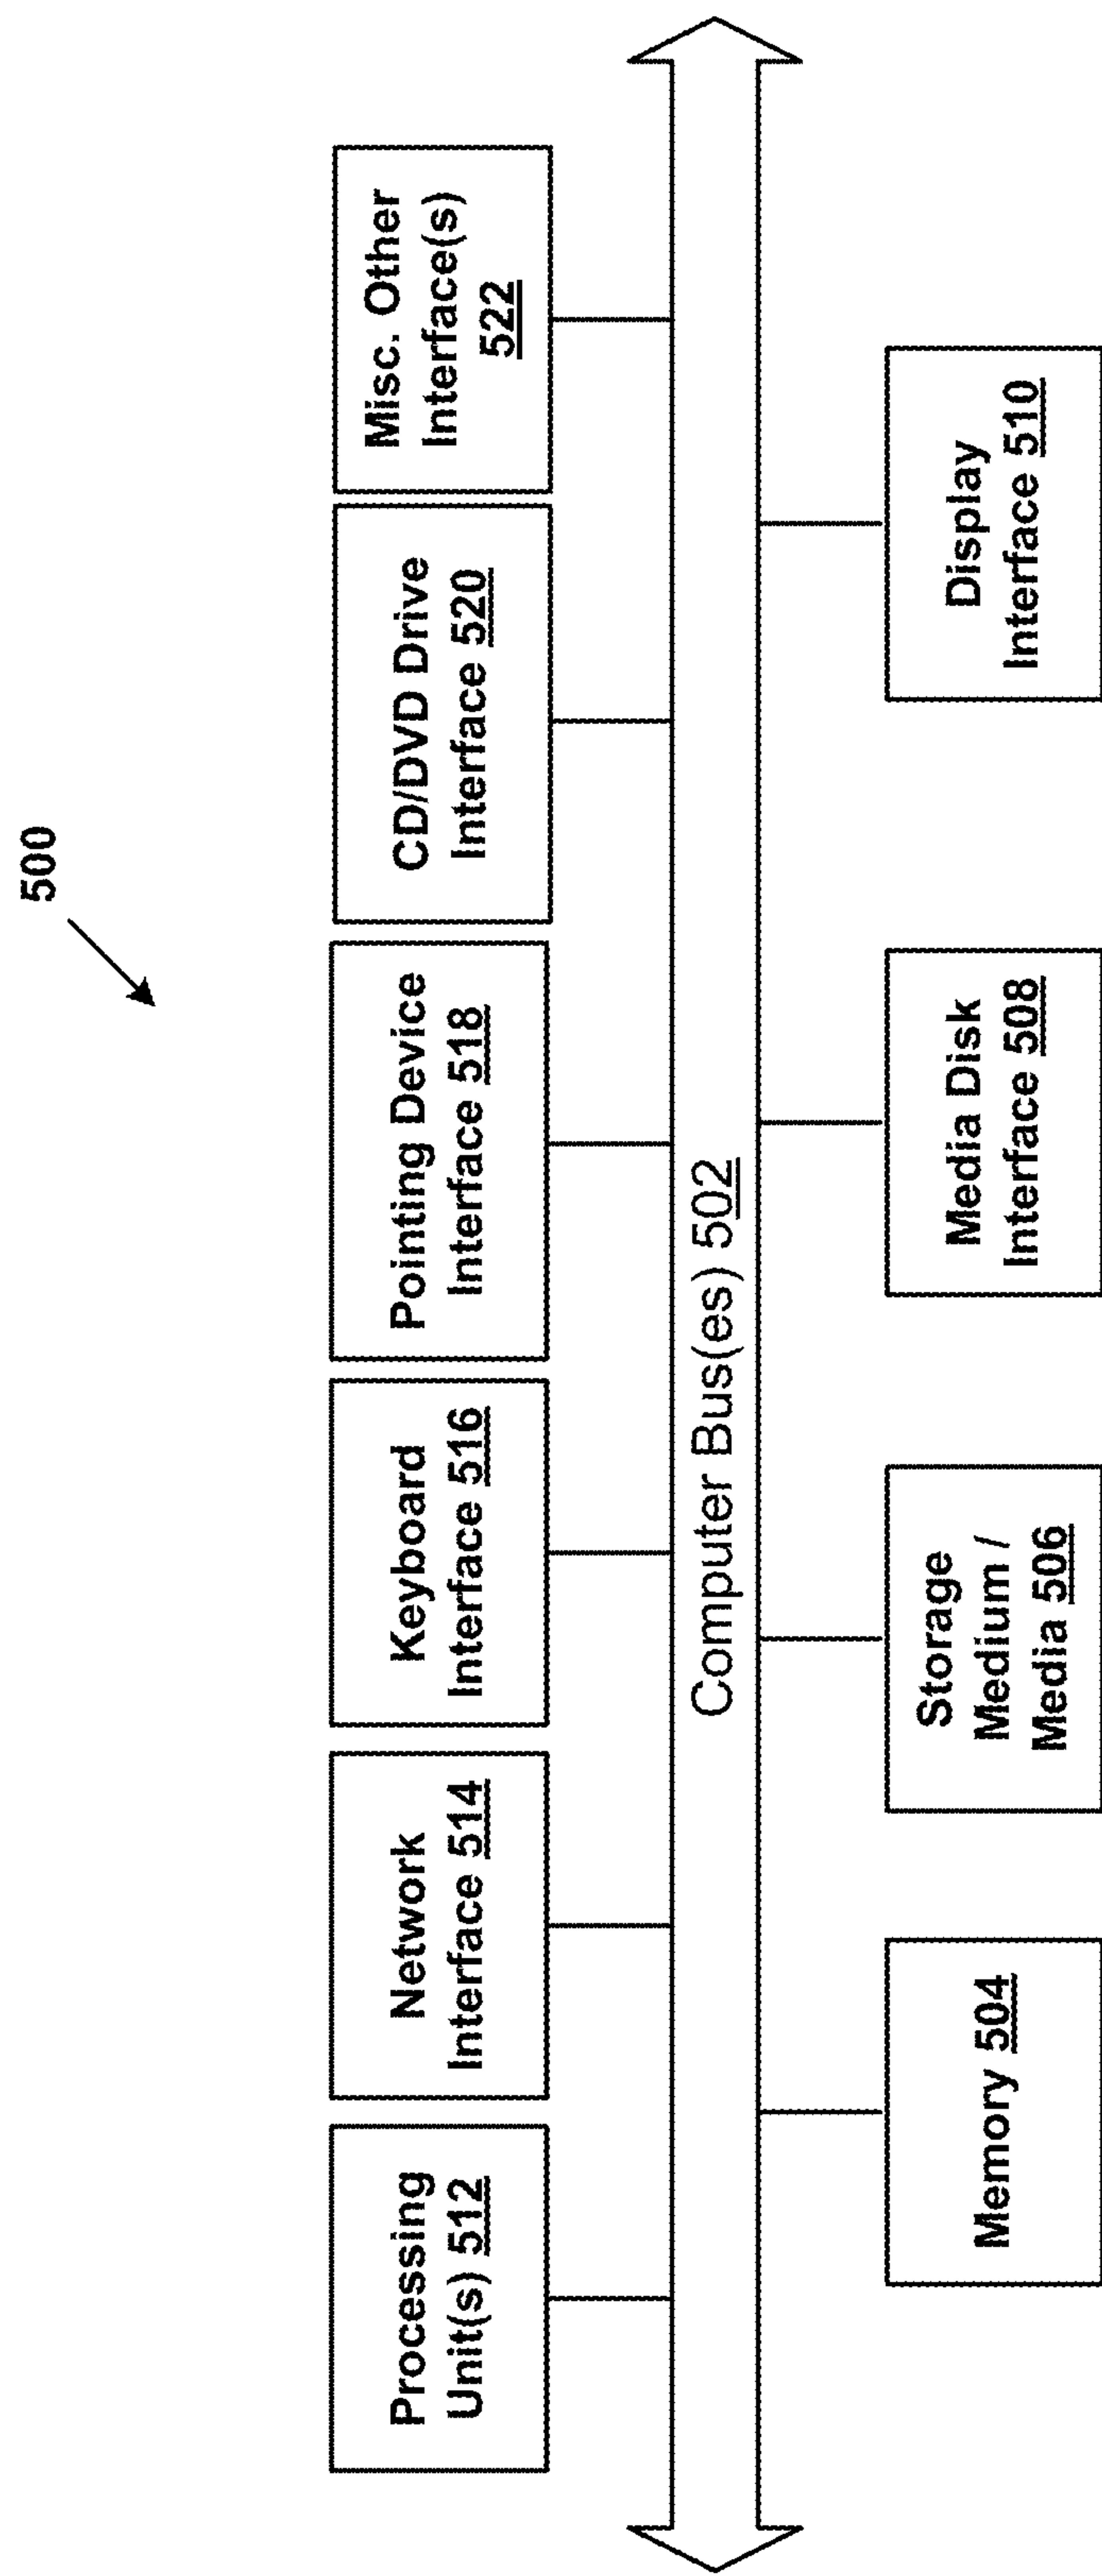 500
Processing
Unit(s) 512
Network
Interface 514
Keyboard
Interface 516
Pointing Device
Interface 518
CD/DVD Drive
Interface 520
Misc. Other
Interface(s)
522
Computer Bus(es) 502
Memory 504
Storage
Medium /
Media 506
Media Disk
Interface 508
Display
Interface 510